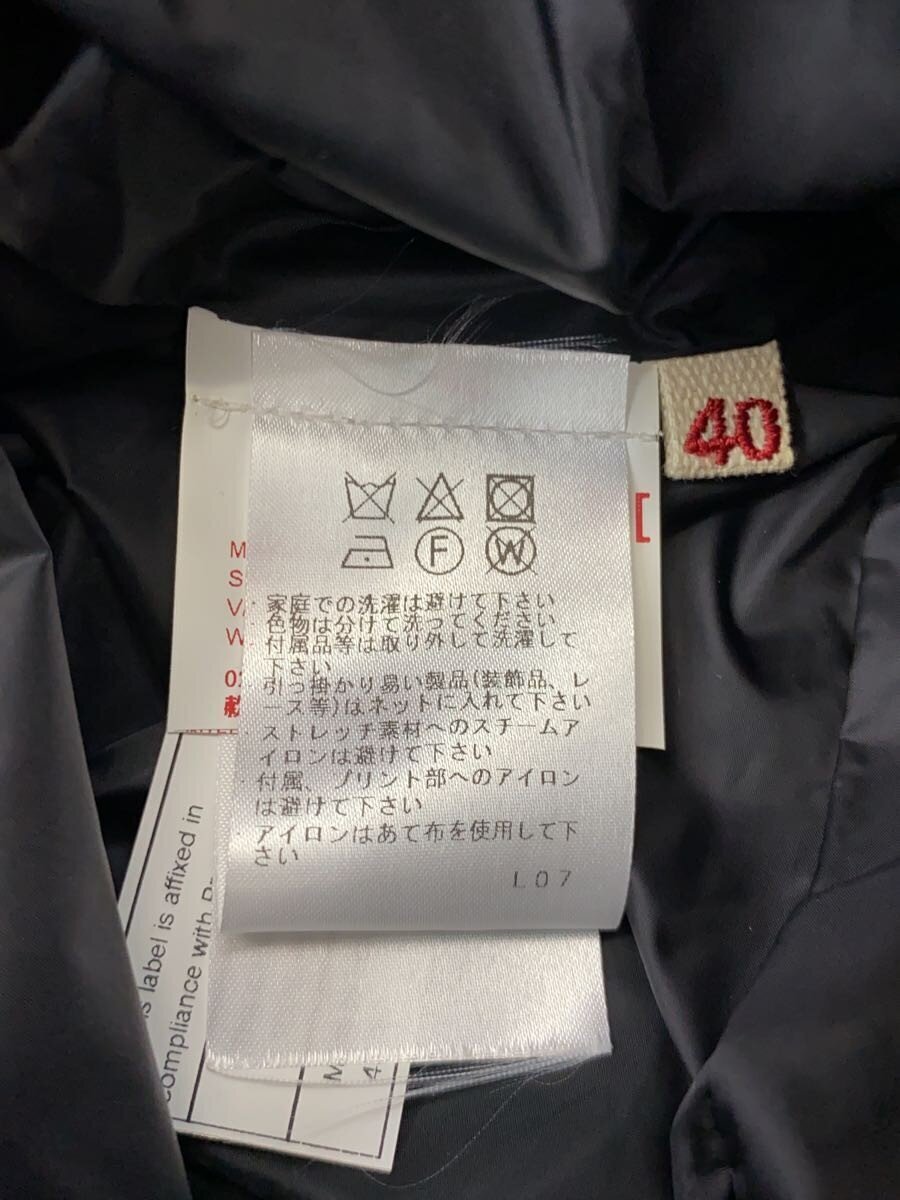 40
F
W
・家庭での洗濯は避けて下さい
・色物は分けて洗ってください
・付属品等は取り外して洗濯して
下さい
・引っ掛かり易い製品(装飾品、レ
ース等)はネットに入れて下さい
・ストレッチ素材へのスチームア
イロンは避けて下さい
・付属、プリント部へのアイロン
は避けて下さい
・アイロンはあて布を使用して下
さい
L07
M
S
V
W
label is affixed in
compliance with
M
4